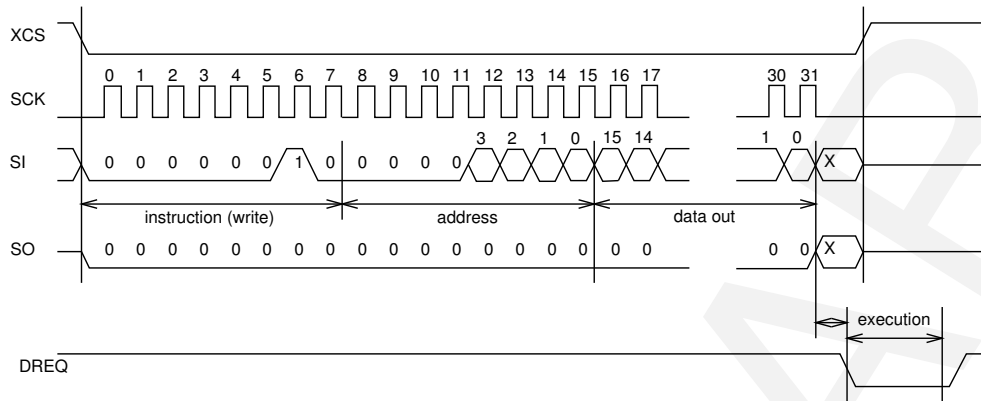 XCS
0 1 2 3 4 5 6 7 8 9 10 11 12 13 14 15 16 17 30 31
SCK
3 2 1 0 15 14 1 0
SI 0 0 0 0 0 0 1 0 0 0 0 0 X
instruction (write) address data out
SO 0 0 0 0 0 0 0 0 0 0 0 0 0 0 0 0 0 0 0 0 X
execution
DREQ